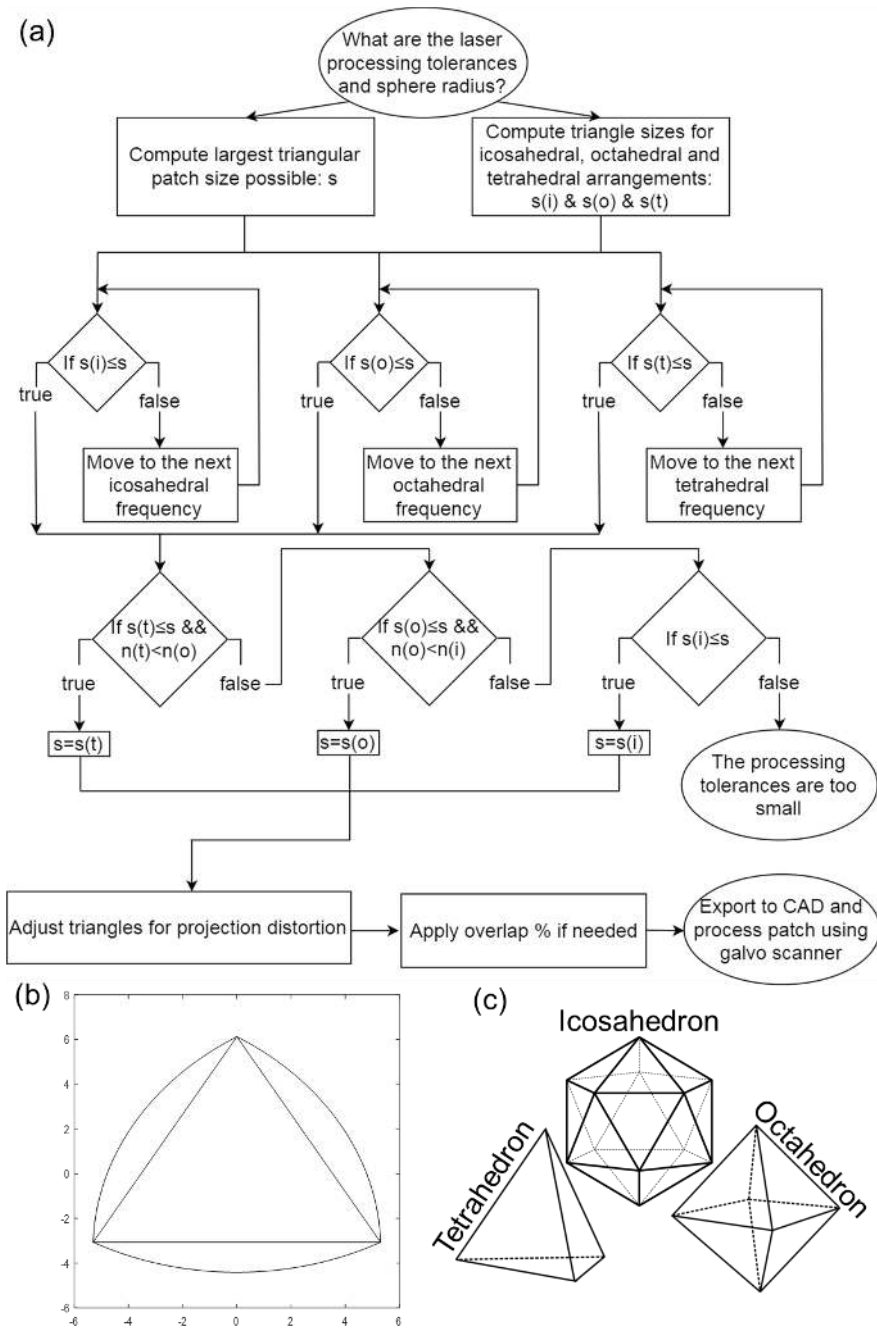 (a)
What are the laser
processing tolerances
and sphere radius?
Compute largest triangular
patch size possible: s
Compute triangle sizes for
icosahedral, octahedral and
tetrahedral arrangements:
s(i) & s(o) & s(t)
If s(i)≤s
true
false
Move to the next
icosahedral
frequency
If s(o)≤s
true
false
Move to the next
octahedral
frequency
If s(t)≤s
true
false
Move to the next
tetrahedral
frequency
If s(t)≤s &&
n(t)<n(o)
true
false
s=s(t)
If s(o)≤s &&
n(o)<n(i)
true
false
s=s(o)
If s(i)≤s
true
false
s=s(i)
The processing
tolerances are too
small
Adjust triangles for projection distortion
Apply overlap % if needed
Export to CAD and
process patch using
galvo scanner
(b)
8
6
4
2
0
-2
-4
-6
-6
-4
-2
0
2
4
6
(c)
Icosahedron
Tetrahedron
Octahedron